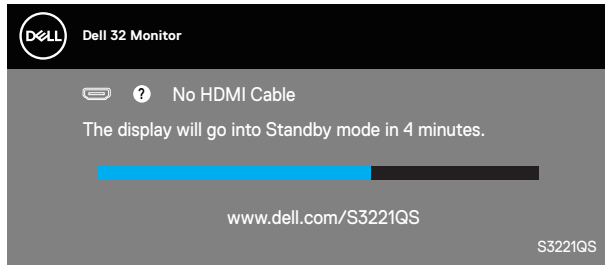 DELL
Dell 32 Monitor
? No HDMI Cable
The display will go into Standby mode in 4 minutes.
www.dell.com/S3221QS
S3221QS